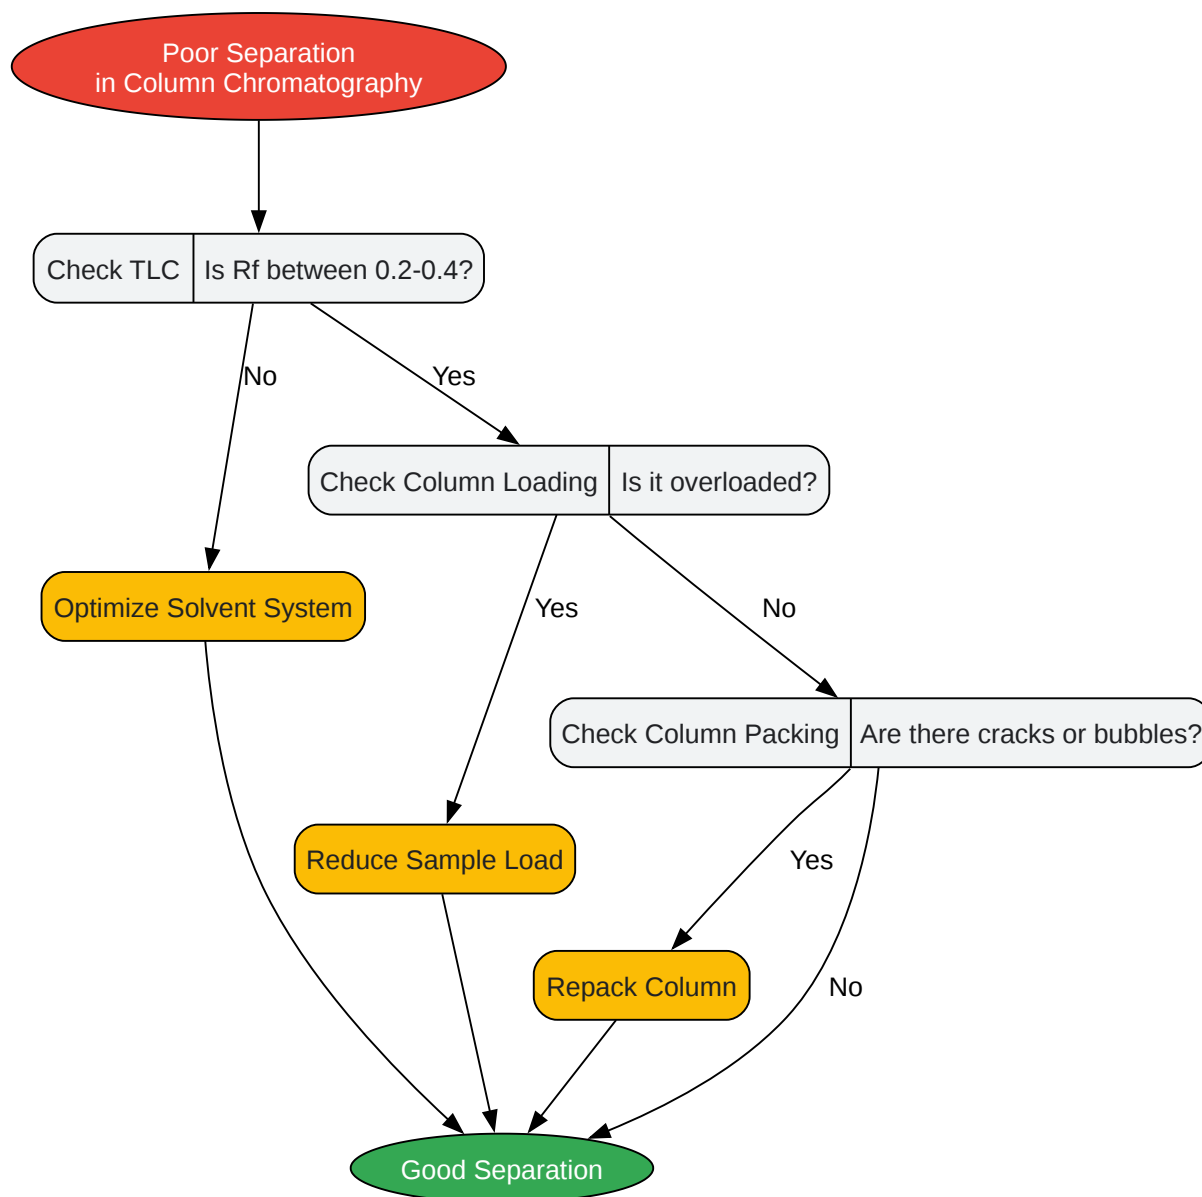 Poor Separation
in Column Chromatography
Check TLC
Is Rf between 0.2-0.4?
No
Yes
Check Column Loading
Is it overloaded?
Optimize Solvent System
Yes
No
Check Column Packing
Are there cracks or bubbles?
Reduce Sample Load
Yes
Repack Column
No
Good Separation